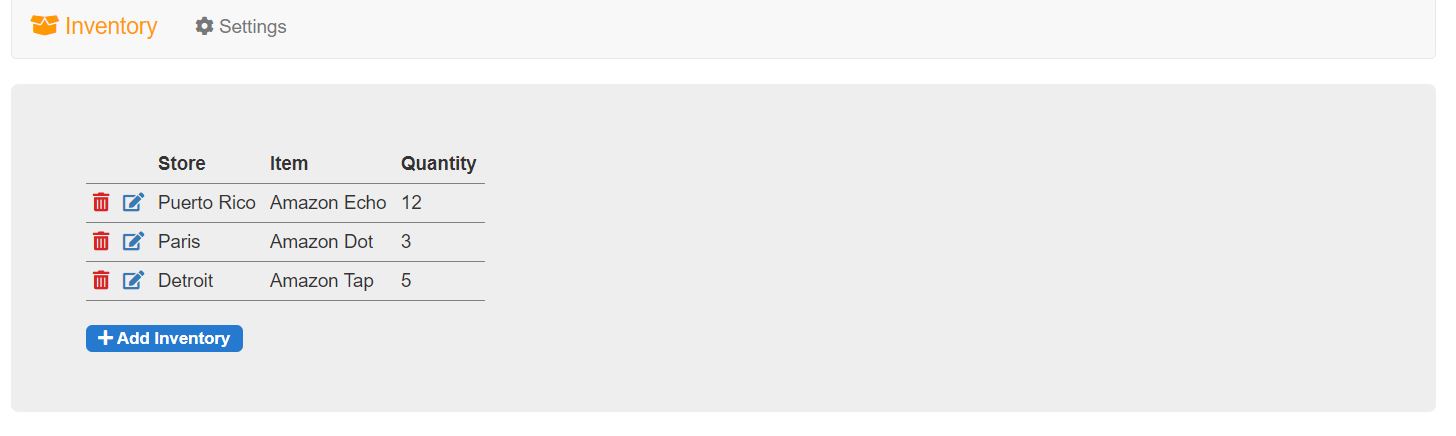 Inventory Settings
Store Item Quantity
Puerto Rico Amazon Echo 12
Paris Amazon Dot 3
Detroit Amazon Tap 5
Add Inventory